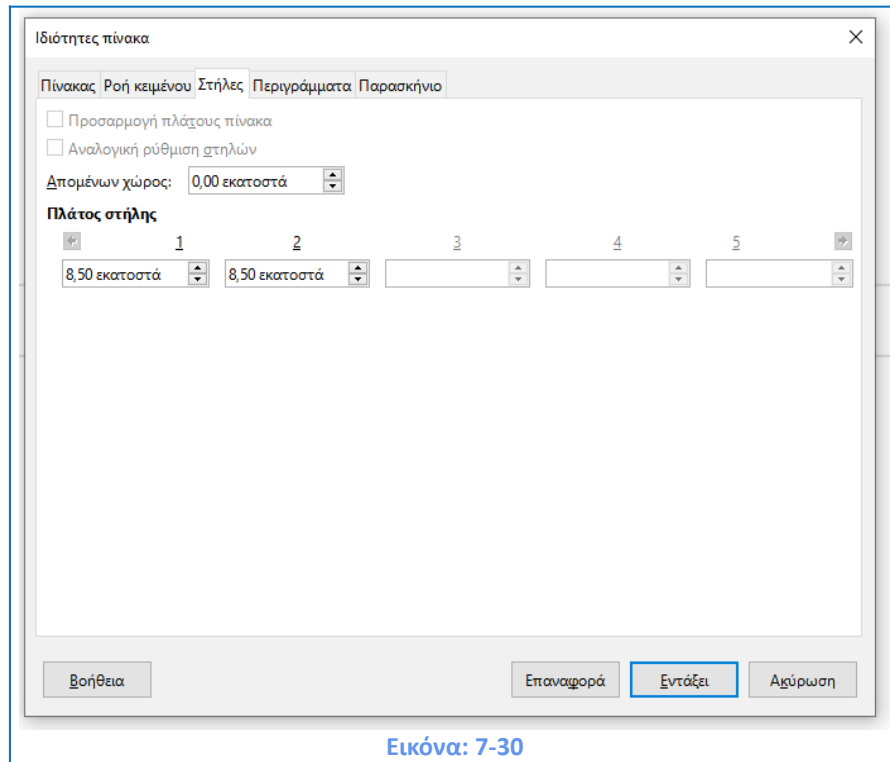 Ιδιότητες πίνακα
Πίνακας Ροή κειμένου Στήλες Περιγράμματα Παρασκήνιο
Προσαρμογή πλάτους πίνακα
Αναλογική ρύθμιση στηλών
Απομένων χώρος: 0,00 εκατοστά
Πλάτος στήλης
1 2 3 4 5
8,50 εκατοστά 8,50 εκατοστά
Βοήθεια Επαναφορά Εντάξει Ακύρωση
Εικόνα: 7-30